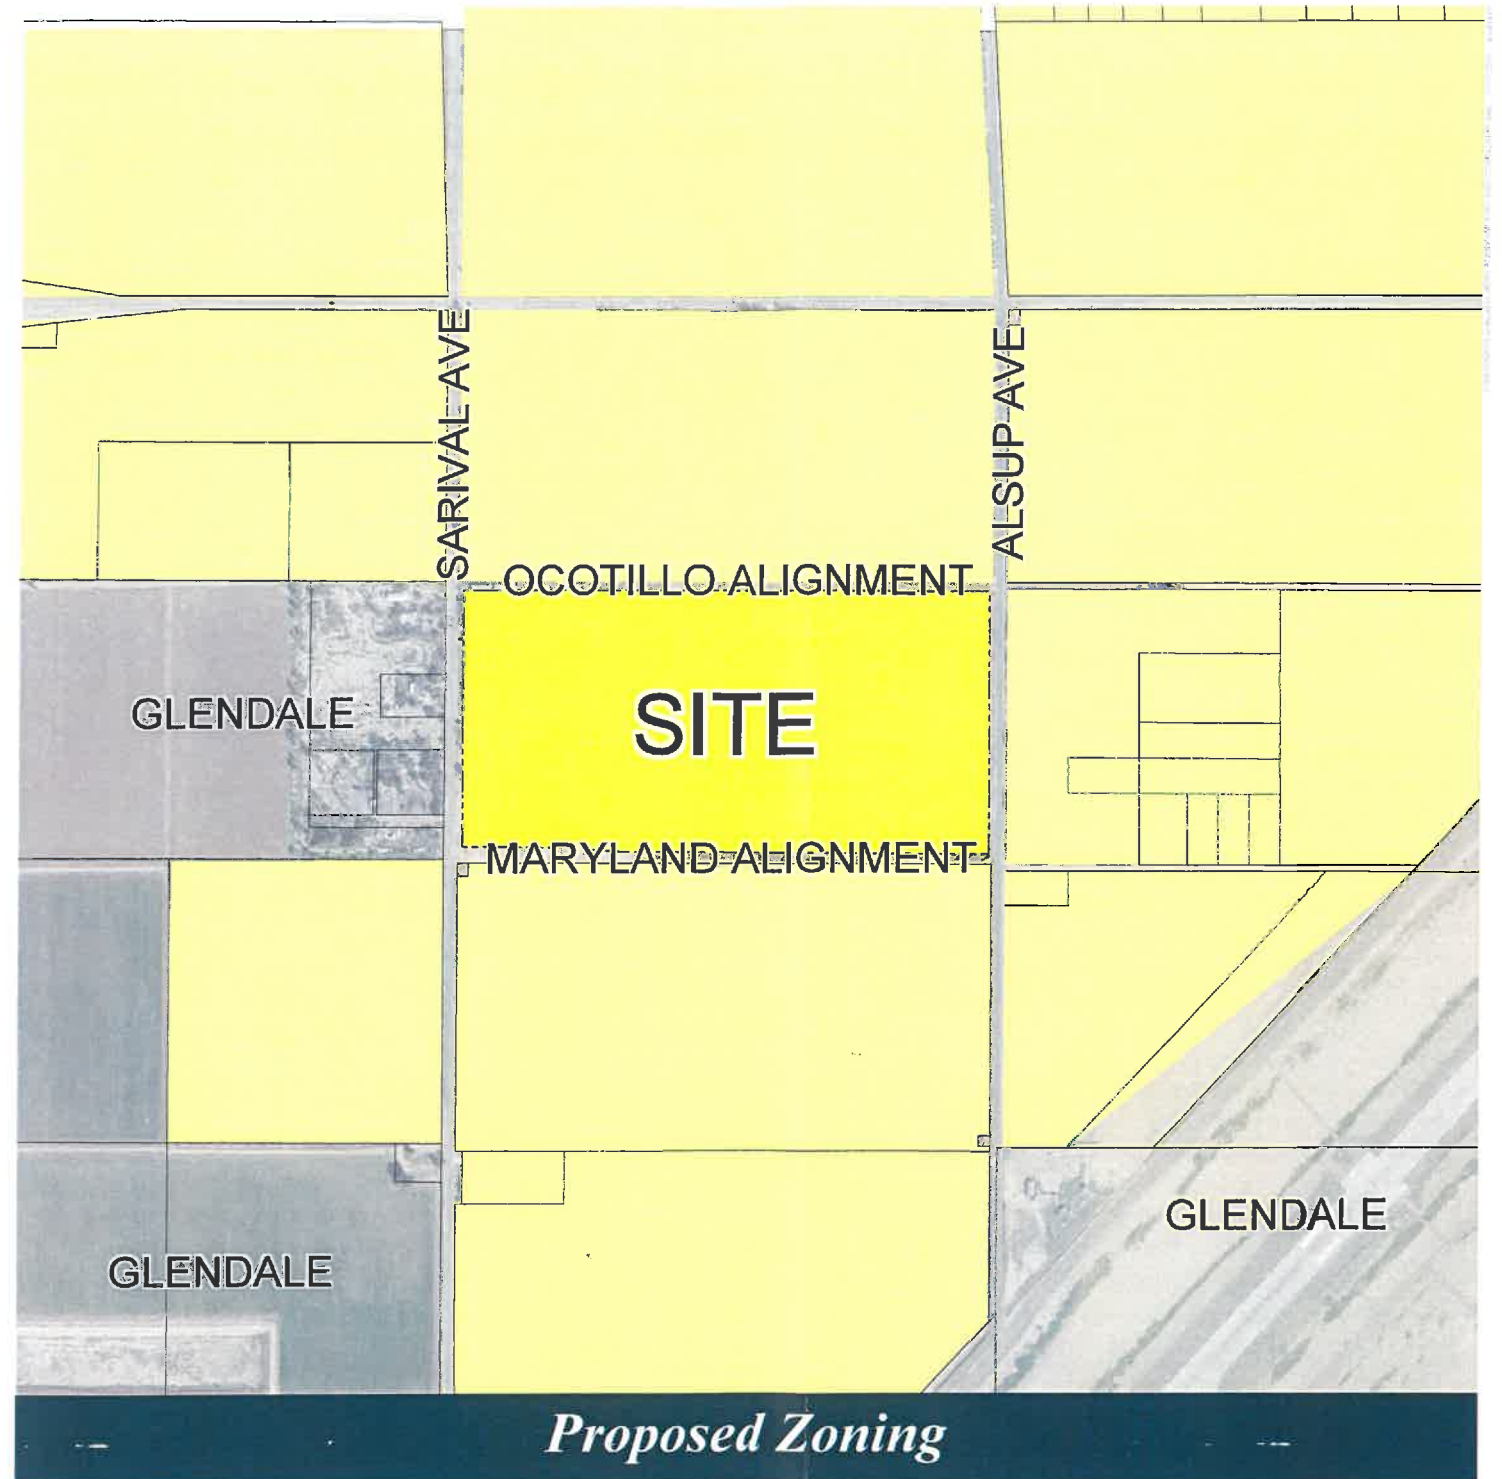 SARIVAL AVE
ALSUP AVE
OCOTILLO ALIGNMENT
GLENDALE
SITE
MARYLAND ALIGNMENT
GLENDALE
GLENDALE
Proposed Zoning